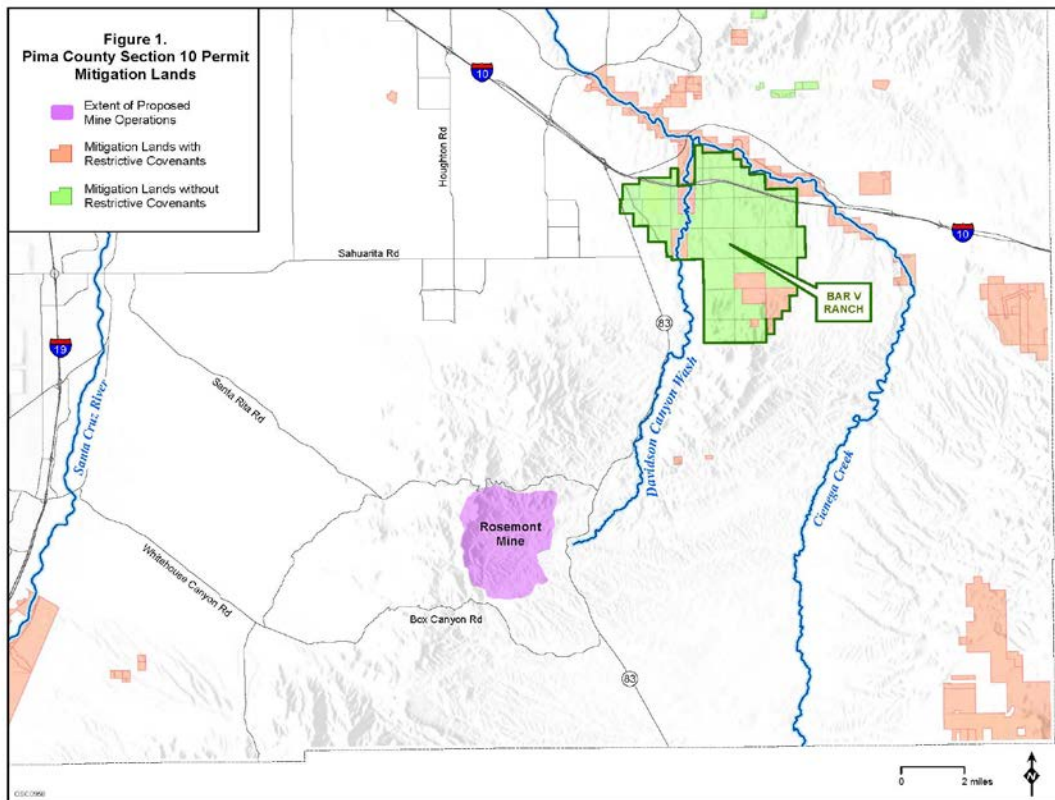 Figure 1.
Pima County Section 10 Permit
Mitigation Lands
Extent of Proposed
Mine Operations
Mitigation Lands with
Restrictive Covenants
Mitigation Lands without
Restrictive Covenants
10
Houghton Rd
Sahuarita Rd
10
BAR V
RANCH
83
19
Santa Cruz River
Santa Rita Rd
Davidson Canyon Wash
Cienega Creek
Rosemont
Mine
Whitehouse Canyon Rd
Box Canyon Rd
83
0
2 miles
N